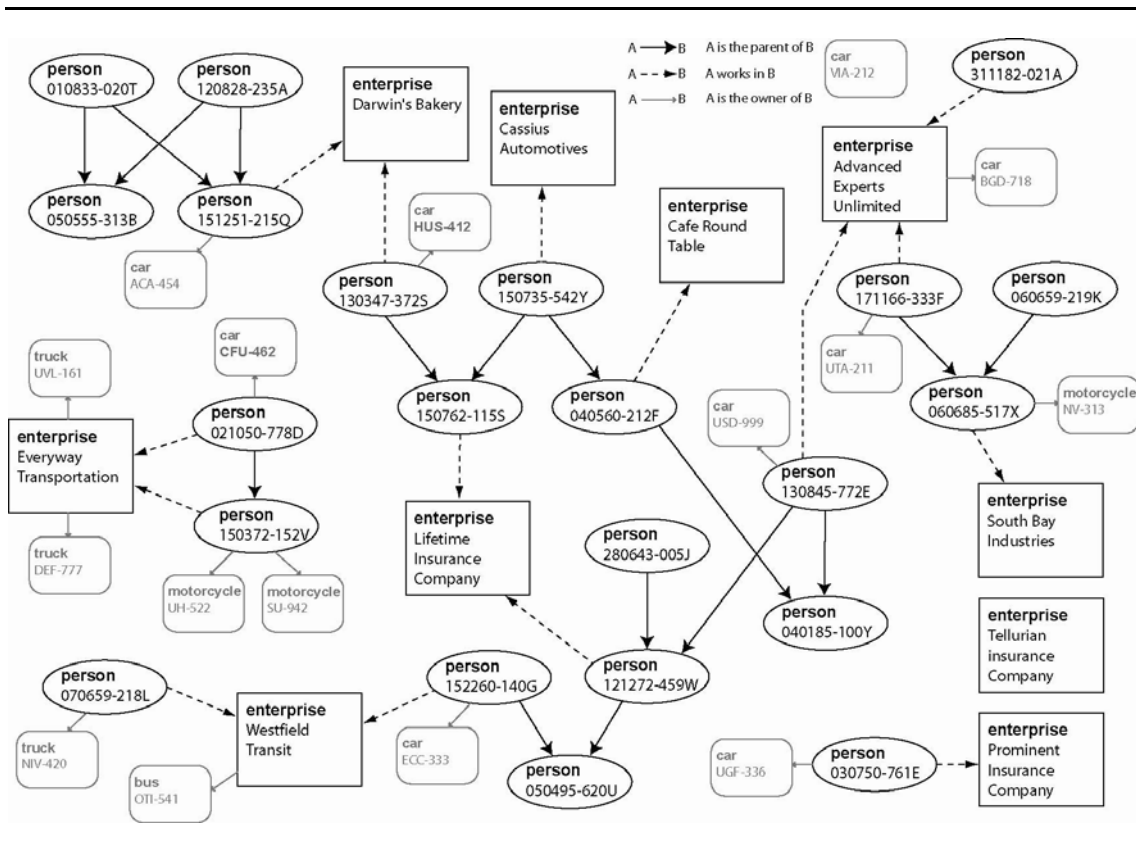 person
010833-020T
person
120828-235A
enterprise
Darwin's Bakery
enterprise
Cassius
Automotives
A B A is the parent of B
A B A works in B
A B A is the owner of B
car
VIA-212
person
311182-021A
person
050555-313B
person
151251-215Q
car
ACA-454
car
HUS-412
enterprise
Cafe Round
Table
enterprise
Advanced
Experts
Unlimited
car
BGD-718
person
130347-372S
person
150735-542Y
person
171166-333F
person
060659-219K
truck
UVL-161
car
CFU-462
car
UTA-211
person
150762-115S
person
040560-212F
car
USD-999
person
060685-517X
motorcycle
NV-313
enterprise
Everyway
Transportation
person
021050-778D
person
130845-772E
enterprise
South Bay
Industries
truck
DEF-777
person
150372-152V
motorcycle
UH-522
motorcycle
SU-942
enterprise
Lifetime
Insurance
Company
person
280643-005J
person
040185-100Y
enterprise
Tellurian
insurance
Company
person
070659-218L
truck
NIV-420
bus
OTI-541
enterprise
Westfield
Transit
person
152260-140G
car
ECC-333
person
121272-459W
person
050495-620U
car
UGF-336
person
030750-761E
enterprise
Prominent
Insurance
Company